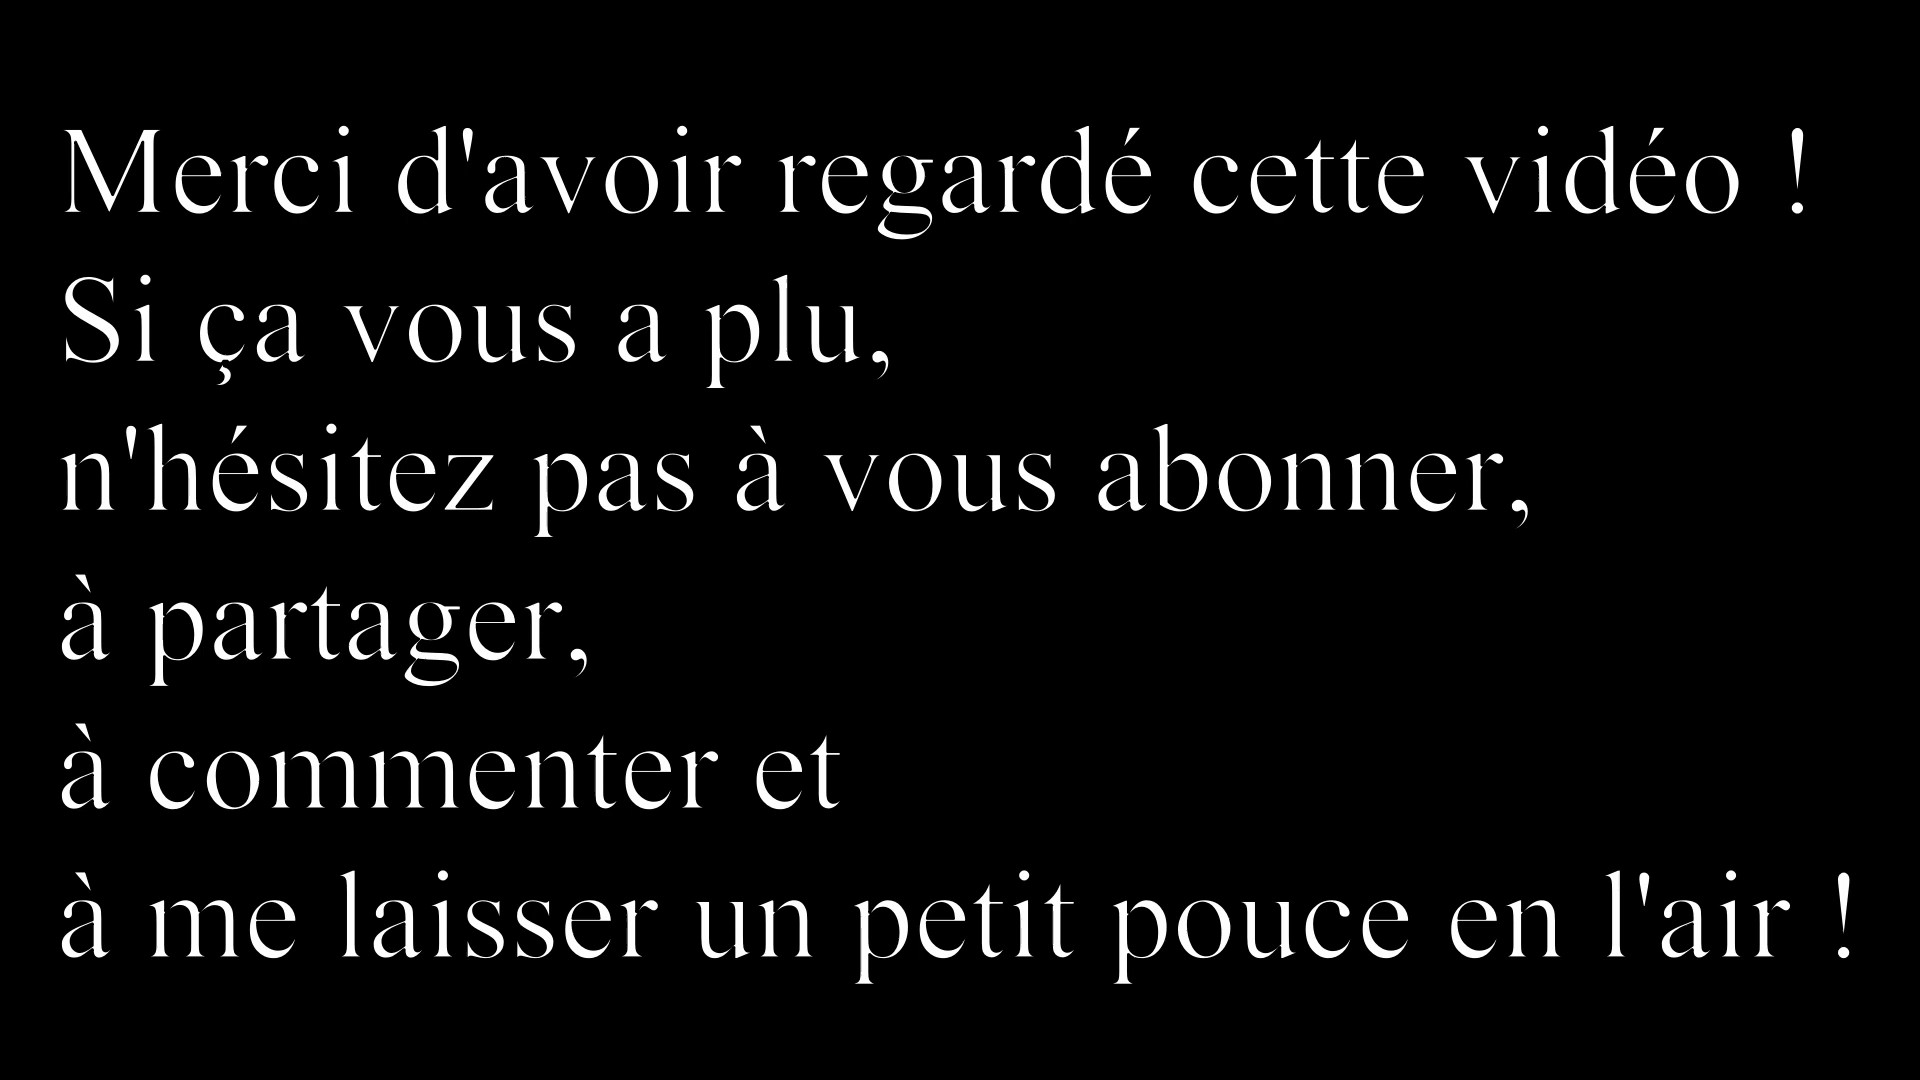 Merci d'avoir regardé cette vidéo !
Si ça vous a plu,
n'hésitez pas à vous abonner,
à partager,
à commenter et
à me laisser un petit pouce en l'air !